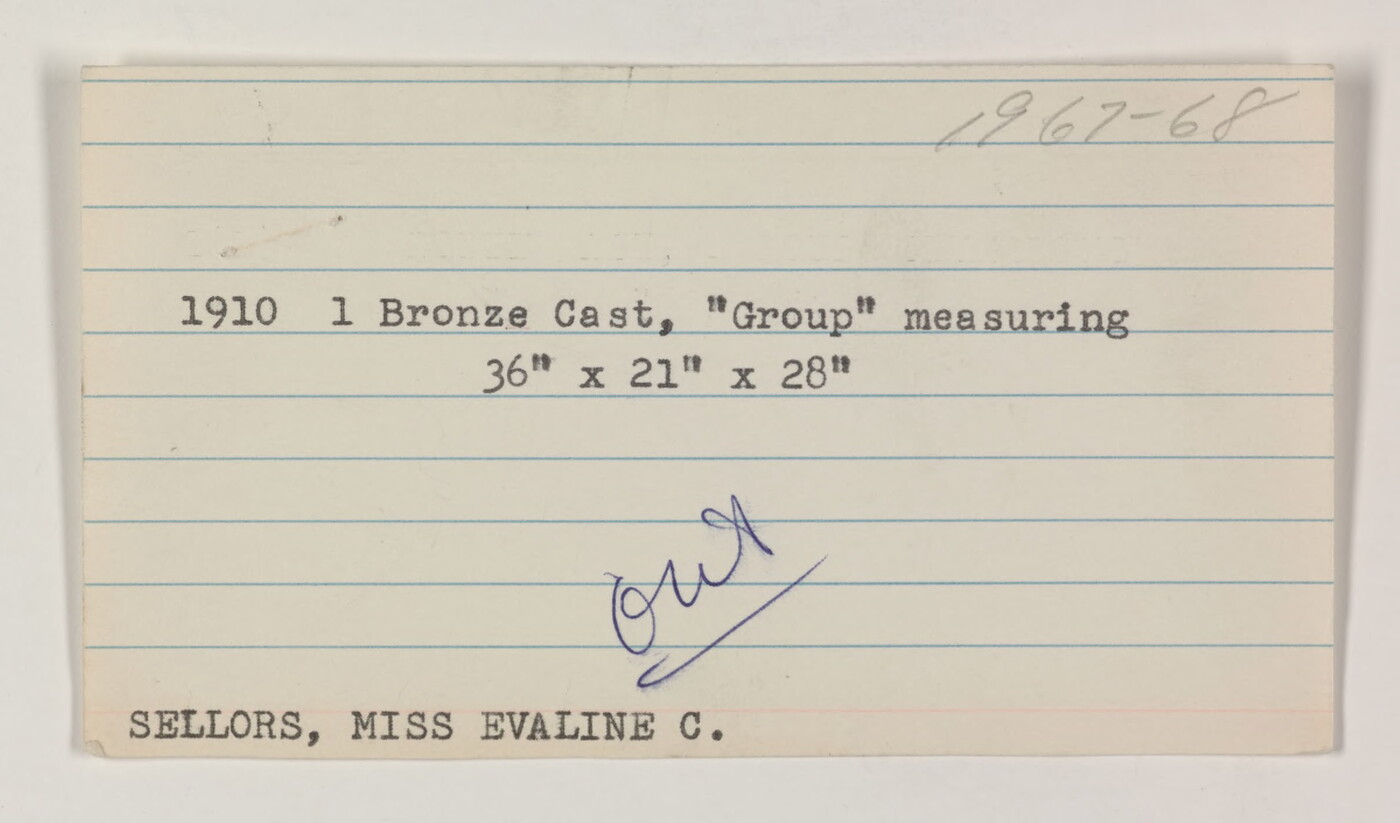 1967-68
1910 1 Bronze Cast, "Group" measuring
36" x 21" x 28"
Out
SELLORS, MISS EVALINE C.